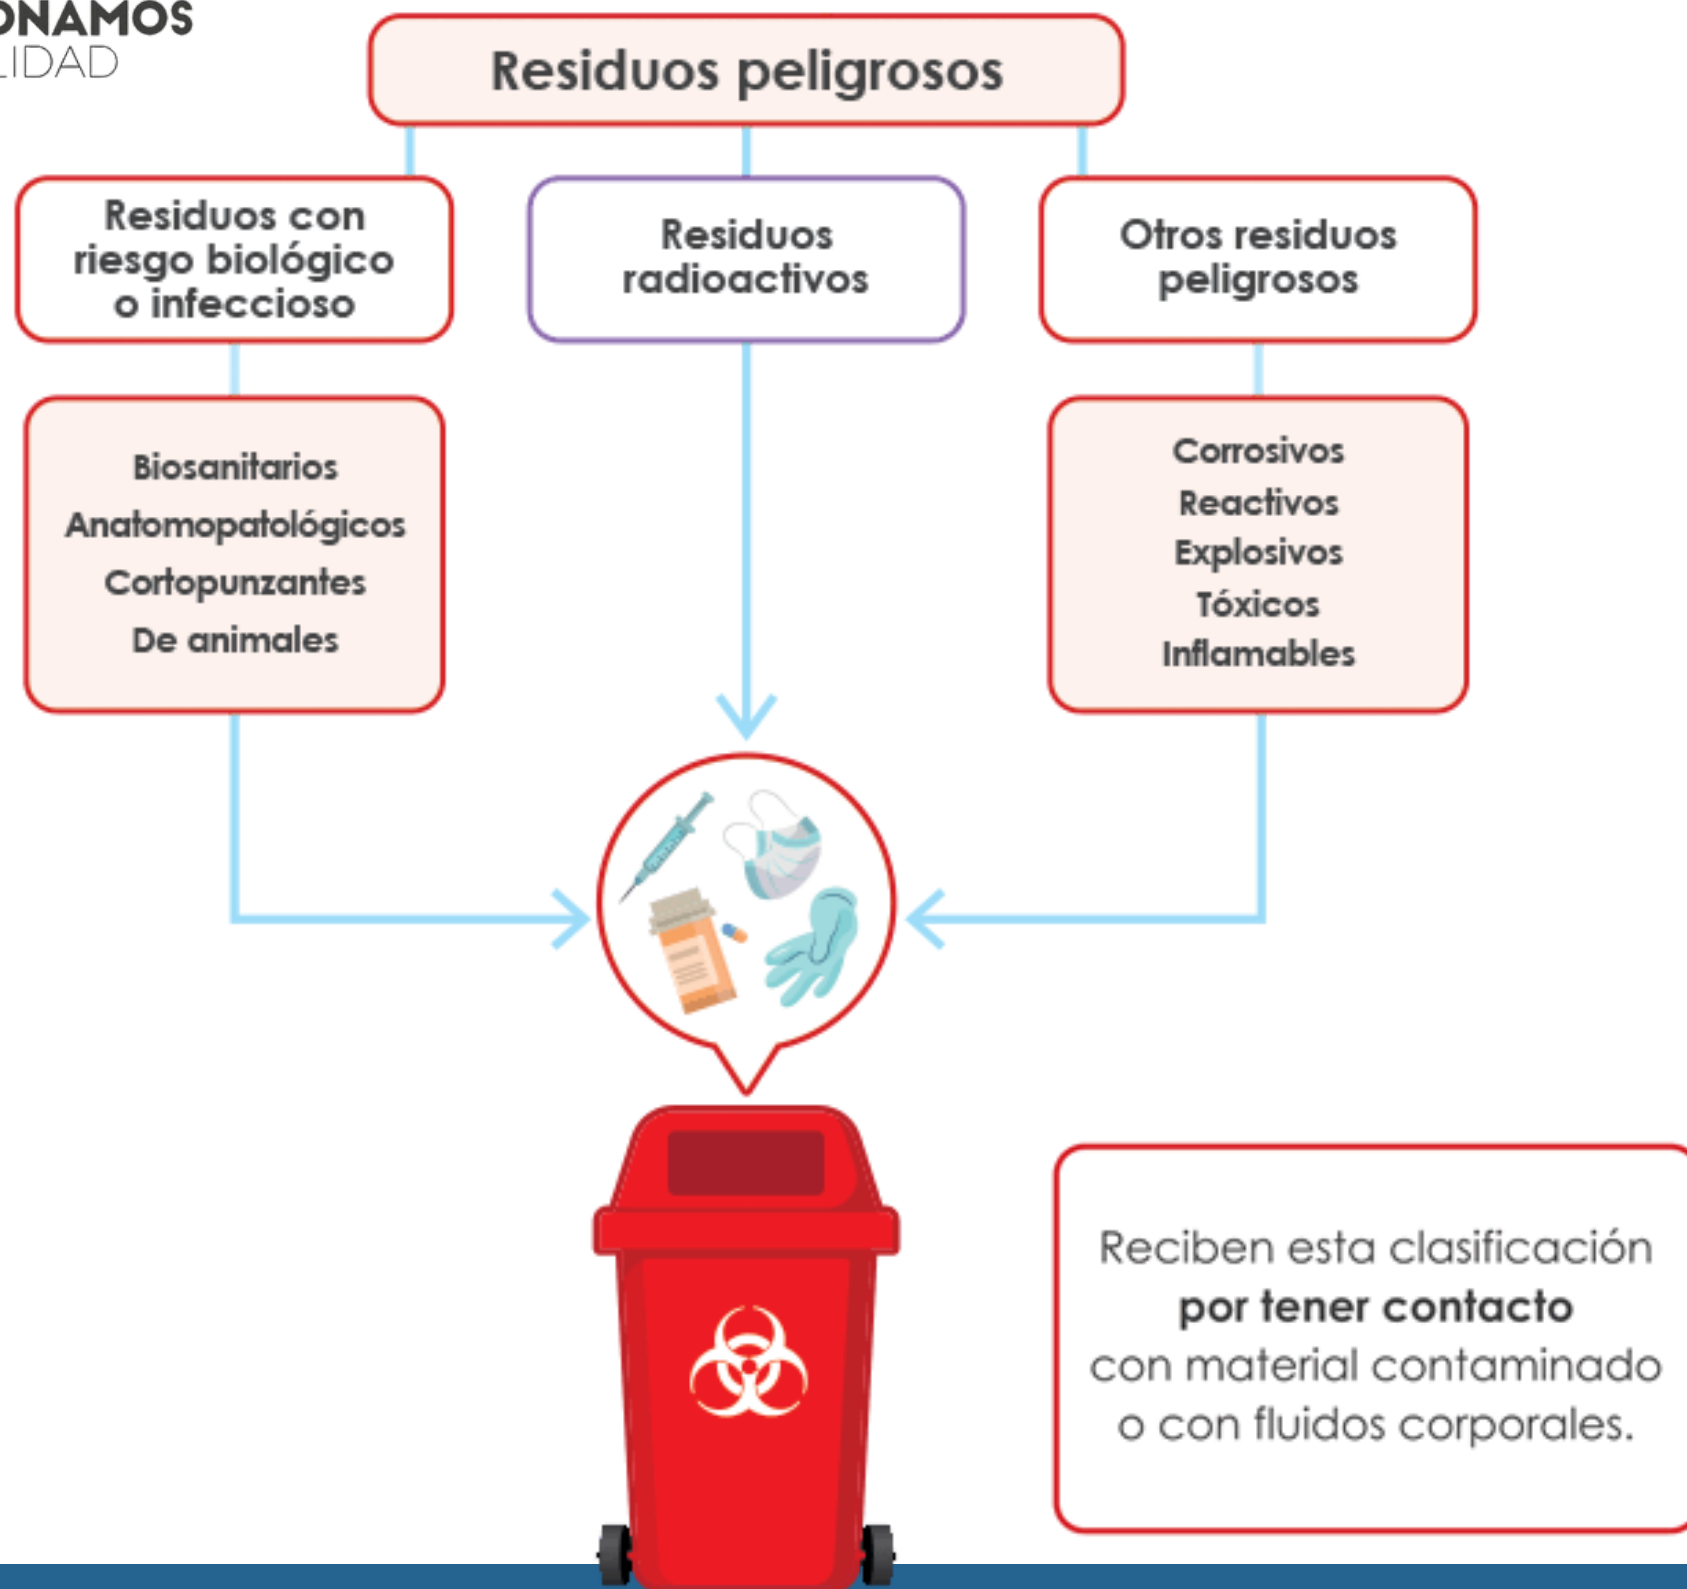 ONAMOS
LIDAD
Residuos peligrosos
Residuos con
riesgo biológico
o infeccioso
Residuos
radioactivos
Otros residuos
peligrosos
Biosanitarios
Anatomopatológicos
Cortopunzantes
De animales
Corrosivos
Reactivos
Explosivos
Tóxicos
Inflamables
Reciben esta clasificación
por tener contacto
con material contaminado
o con fluidos corporales.